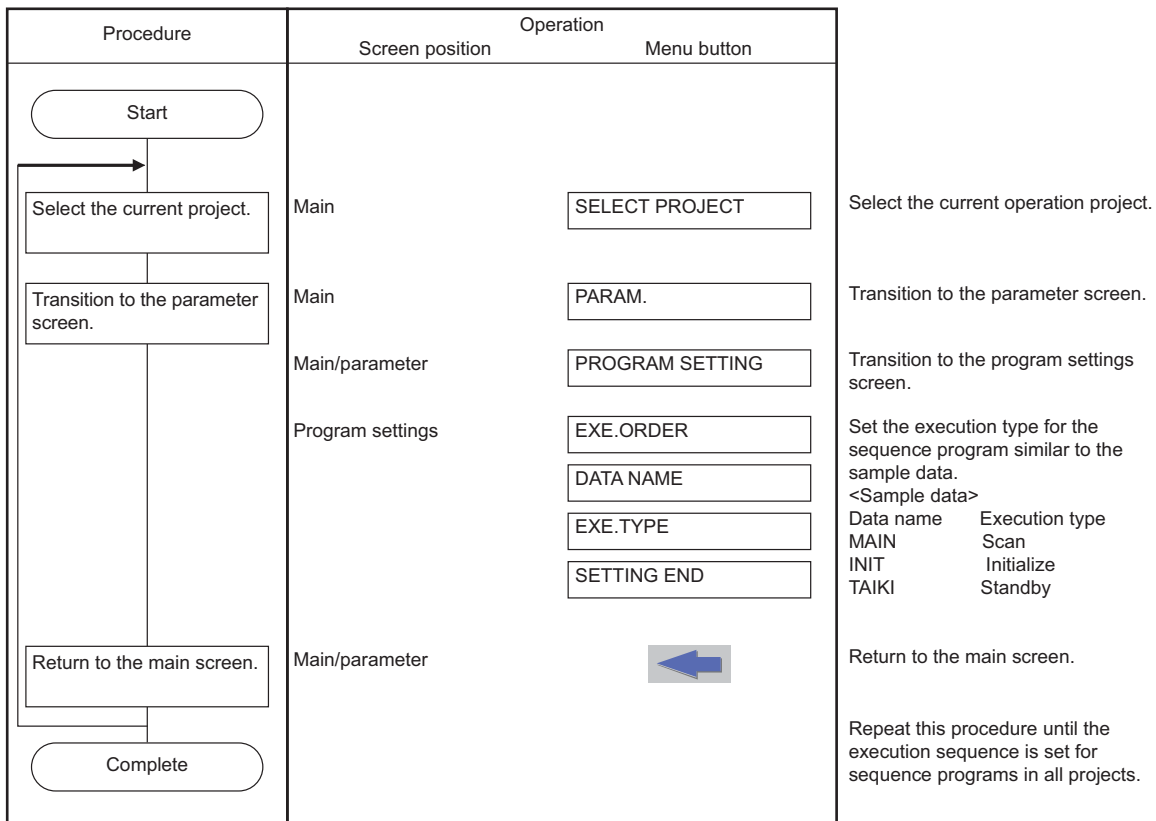 Procedure
Operation
Screen position Menu button
Start
Select the current project.
Main
SELECT PROJECT
Select the current operation project.
Transition to the parameter
screen.
Main
PARAM.
Transition to the parameter screen.
Main/parameter
PROGRAM SETTING
Transition to the program settings
screen.
Program settings
EXE.ORDER
DATA NAME
EXE.TYPE
SETTING END
Set the execution type for the
sequence program similar to the
sample data.
<Sample data>
Data name Execution type
MAIN Scan
INIT Initialize
TAIKI Standby
Return to the main screen.
Main/parameter
Return to the main screen.
Repeat this procedure until the
execution sequence is set for
sequence programs in all projects.
Complete